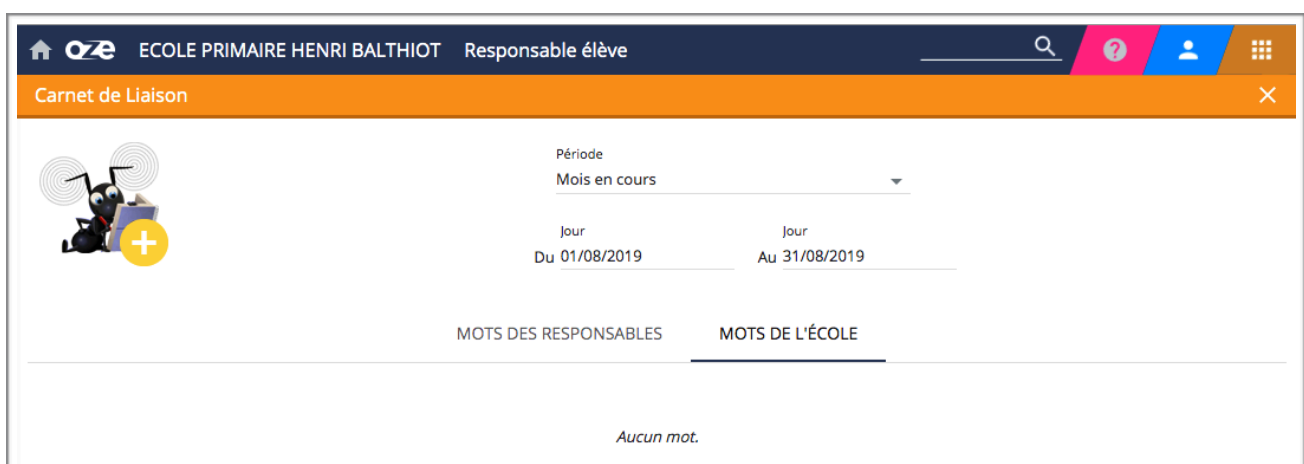 oze ECOLE PRIMAIRE HENRI BALTHIOT Responsable élève
Carnet de Liaison
Période
Mois en cours
Jour Jour
Du 01/08/2019 Au 31/08/2019
MOTS DES RESPONSABLES MOTS DE L'ÉCOLE
Aucun mot.